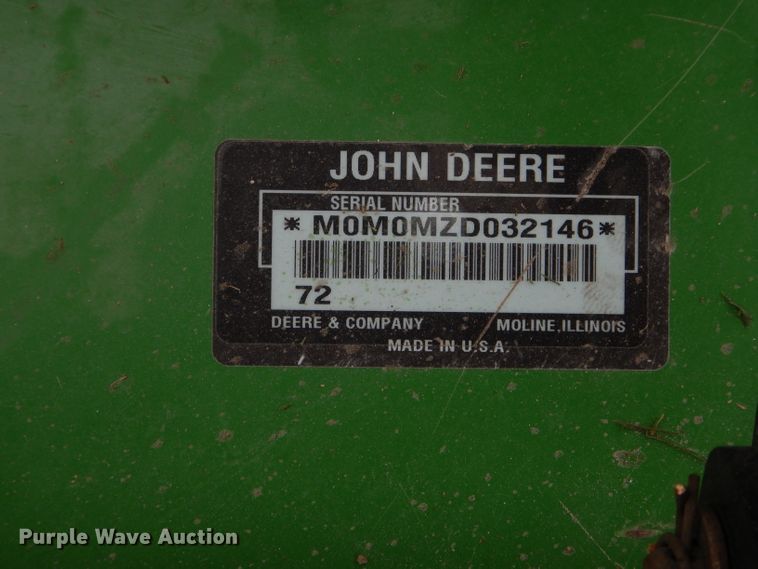 JOHN DEERE
SERIAL NUMBER
*M0M0MZD032146*
72
DEERE & COMPANY MOLINE, ILLINOIS
MADE IN U.S.A.
Purple Wave Auction